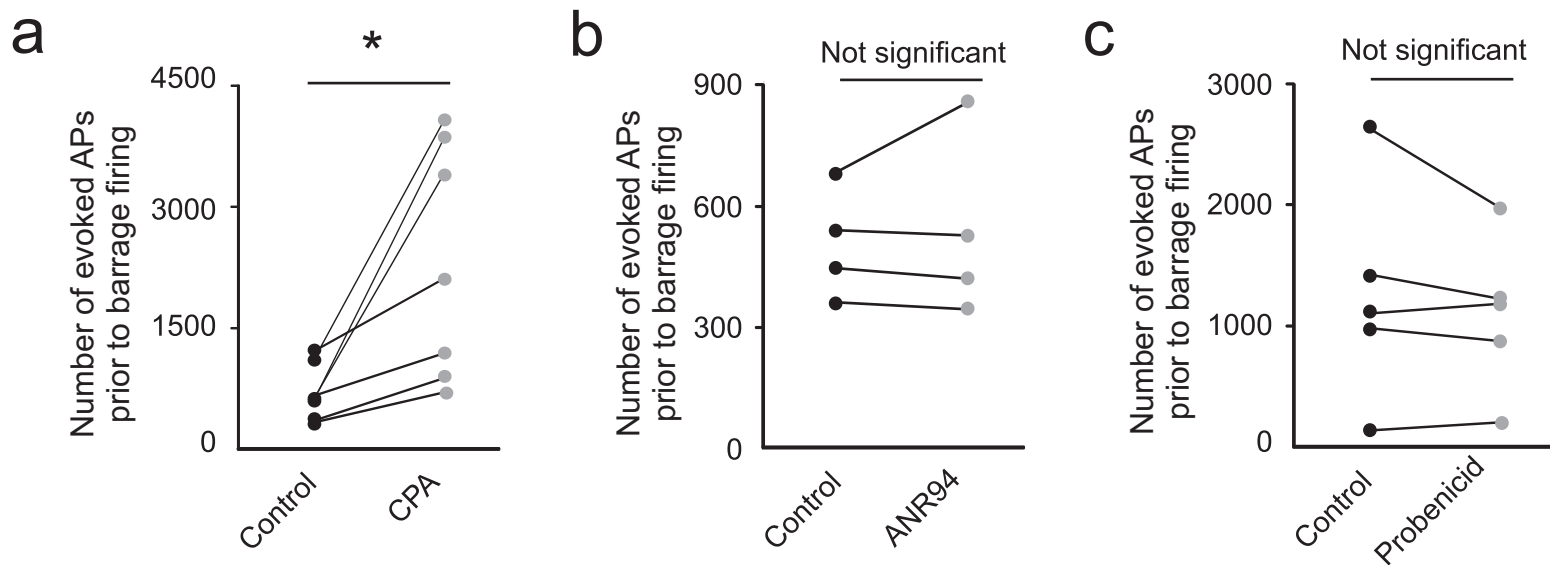 a
*
Number of evoked APs
prior to barrage firing
4500
3000
1500
0
Control
CPA
b
Not significant
Number of evoked APs
prior to barrage firing
900
600
300
0
Control
ANR94
c
Not significant
Number of evoked APs
prior to barrage firing
3000
2000
1000
0
Control
Probenicid